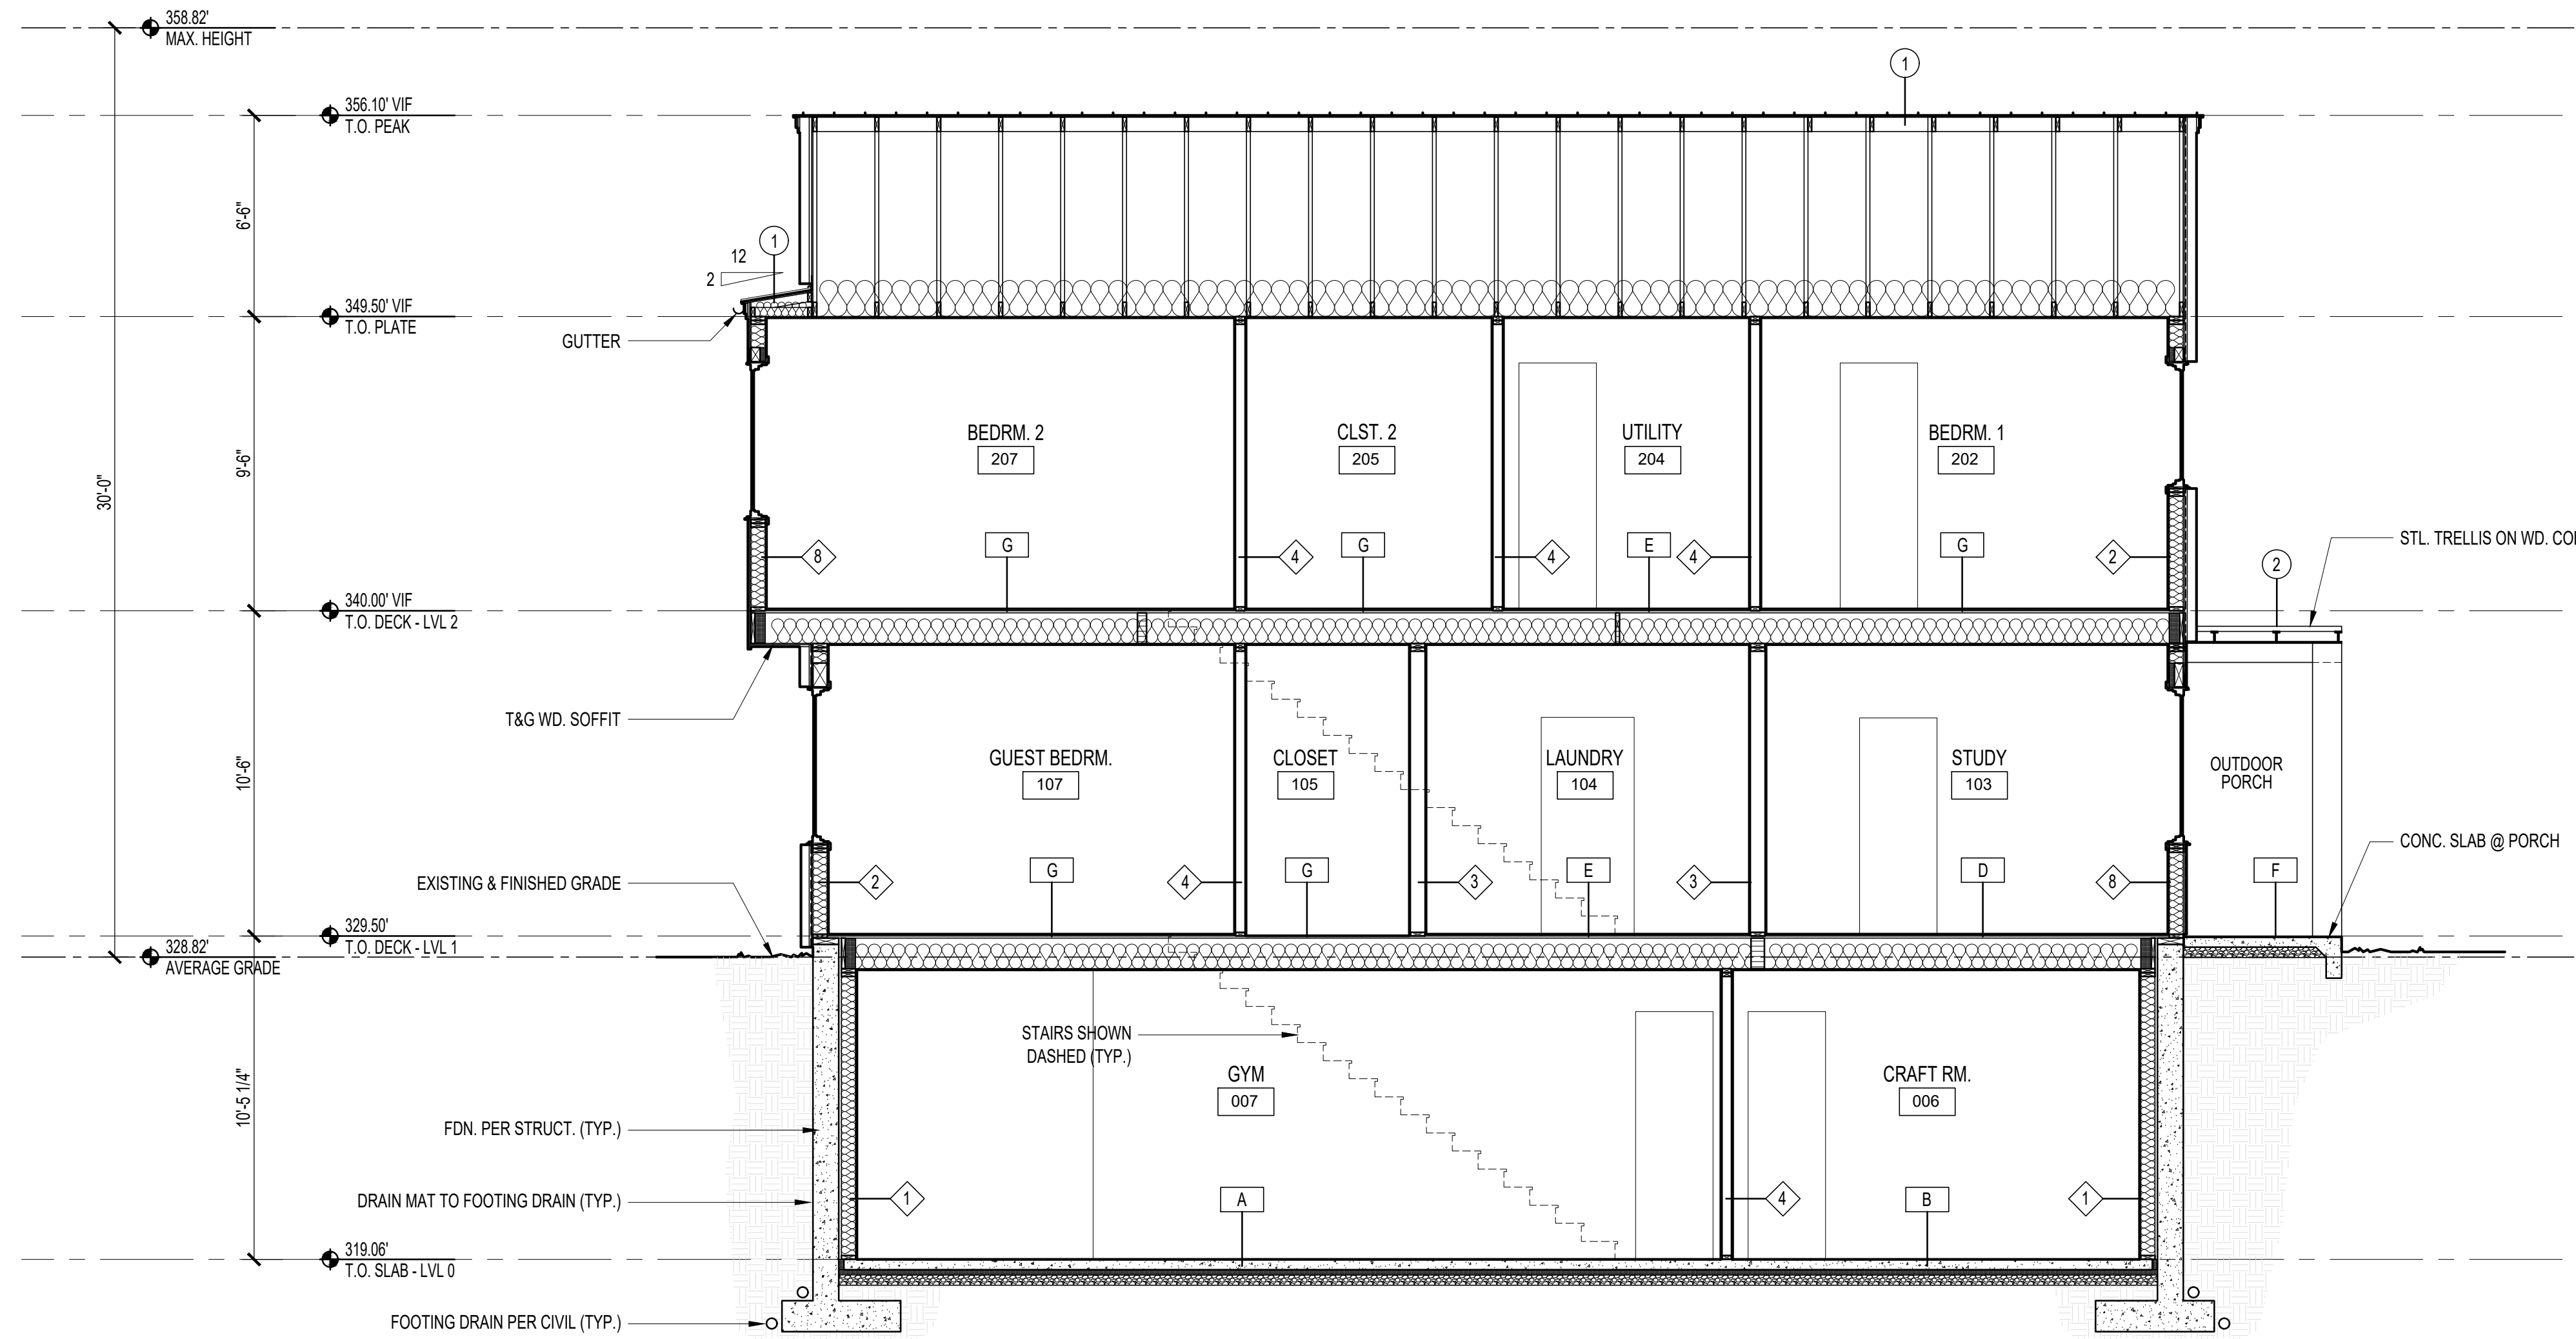 358.82'
MAX. HEIGHT
1
356.10' VIF
T.O. PEAK
6'-6"
1
12
2
349.50' VIF
T.O. PLATE
GUTTER
9'-6"
30'-0"
BEDRM. 2
207
CLST. 2
205
UTILITY
204
BEDRM. 1
202
G
G
E
G
8
4
4
4
2
STL. TRELLIS ON WD.
2
340.00' VIF
T.O. DECK - LVL 2
T&G WD. SOFFIT
10'-6"
GUEST BEDRM.
107
CLOSET
105
LAUNDRY
104
STUDY
103
OUTDOOR
PORCH
CONC. SLAB @ PORCH
G
G
E
D
F
2
4
3
3
8
EXISTING & FINISHED GRADE
329.50'
T.O. DECK - LVL 1
328.82'
AVERAGE GRADE
STAIRS SHOWN
DASHED (TYP.)
10'-5 1/4"
GYM
007
CRAFT RM.
006
FDN. PER STRUCT. (TYP.)
DRAIN MAT TO FOOTING DRAIN (TYP.)
1
A
4
B
1
319.06'
T.O. SLAB - LVL 0
FOOTING DRAIN PER CIVIL (TYP.)